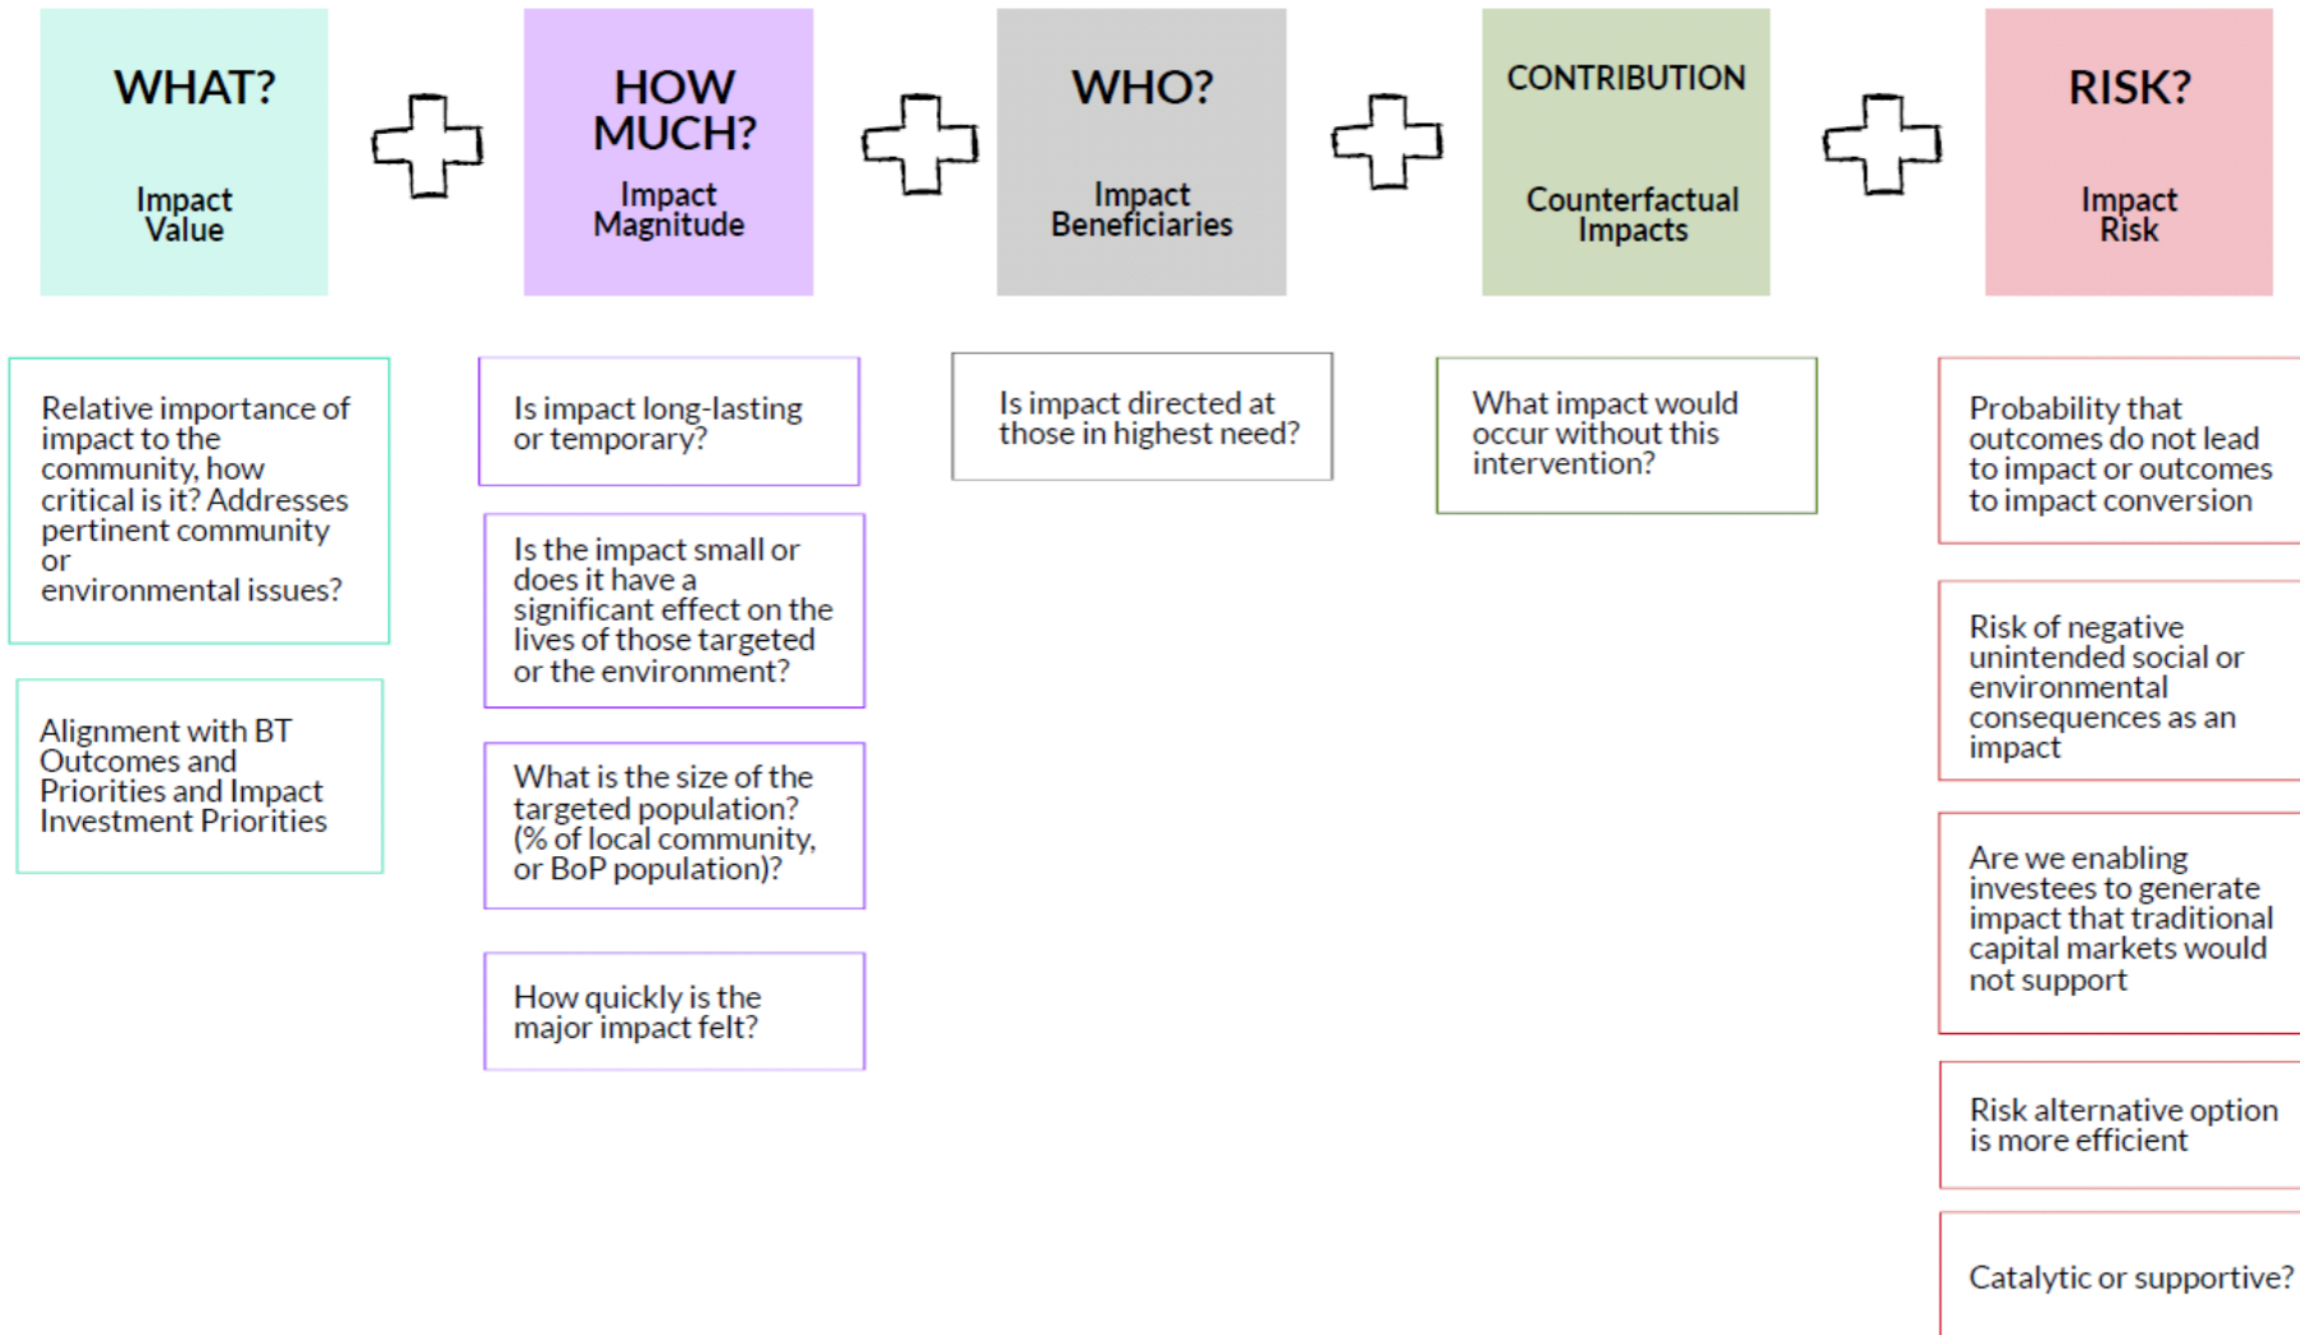 WHAT?
Impact
Value
HOW
MUCH?
Impact
Magnitude
WHO?
Impact
Beneficiaries
CONTRIBUTION
Counterfactual
Impacts
RISK?
Impact
Risk
Relative importance of
impact to the
community, how
critical is it? Addresses
pertinent community
or
environmental issues?
Alignment with BT
Outcomes and
Priorities and Impact
Investment Priorities
Is impact long-lasting
or temporary?
Is the impact small or
does it have a
significant effect on the
lives of those targeted
or the environment?
What is the size of the
targeted population?
(% of local community,
or BoP population)?
How quickly is the
major impact felt?
Is impact directed at
those in highest need?
What impact would
occur without this
intervention?
Probability that
outcomes do not lead
to impact or outcomes
to impact conversion
Risk of negative
unintended social or
environmental
consequences as an
impact
Are we enabling
investees to generate
impact that traditional
capital markets would
not support
Risk alternative option
is more efficient
Catalytic or supportive?